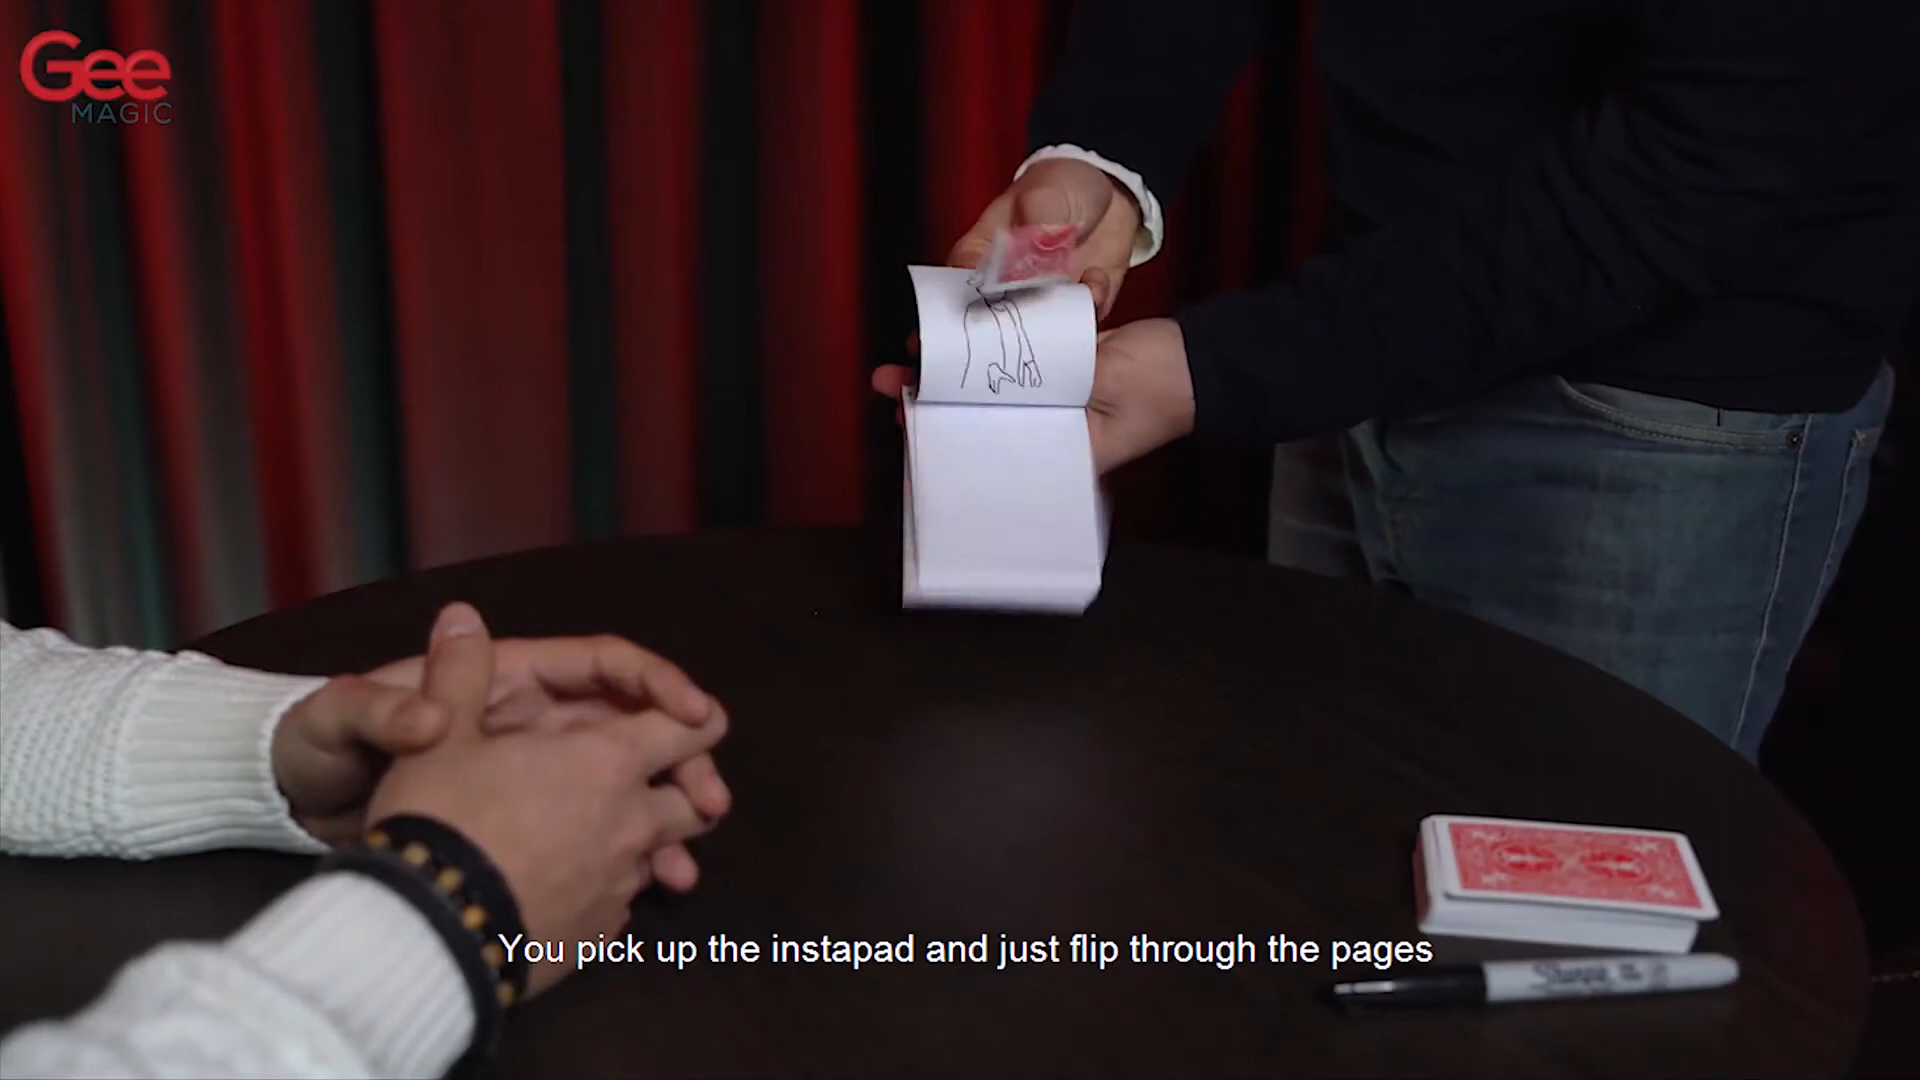 Gee
MAGIC
You pick up the instapad and just flip through the pages
Sharpie